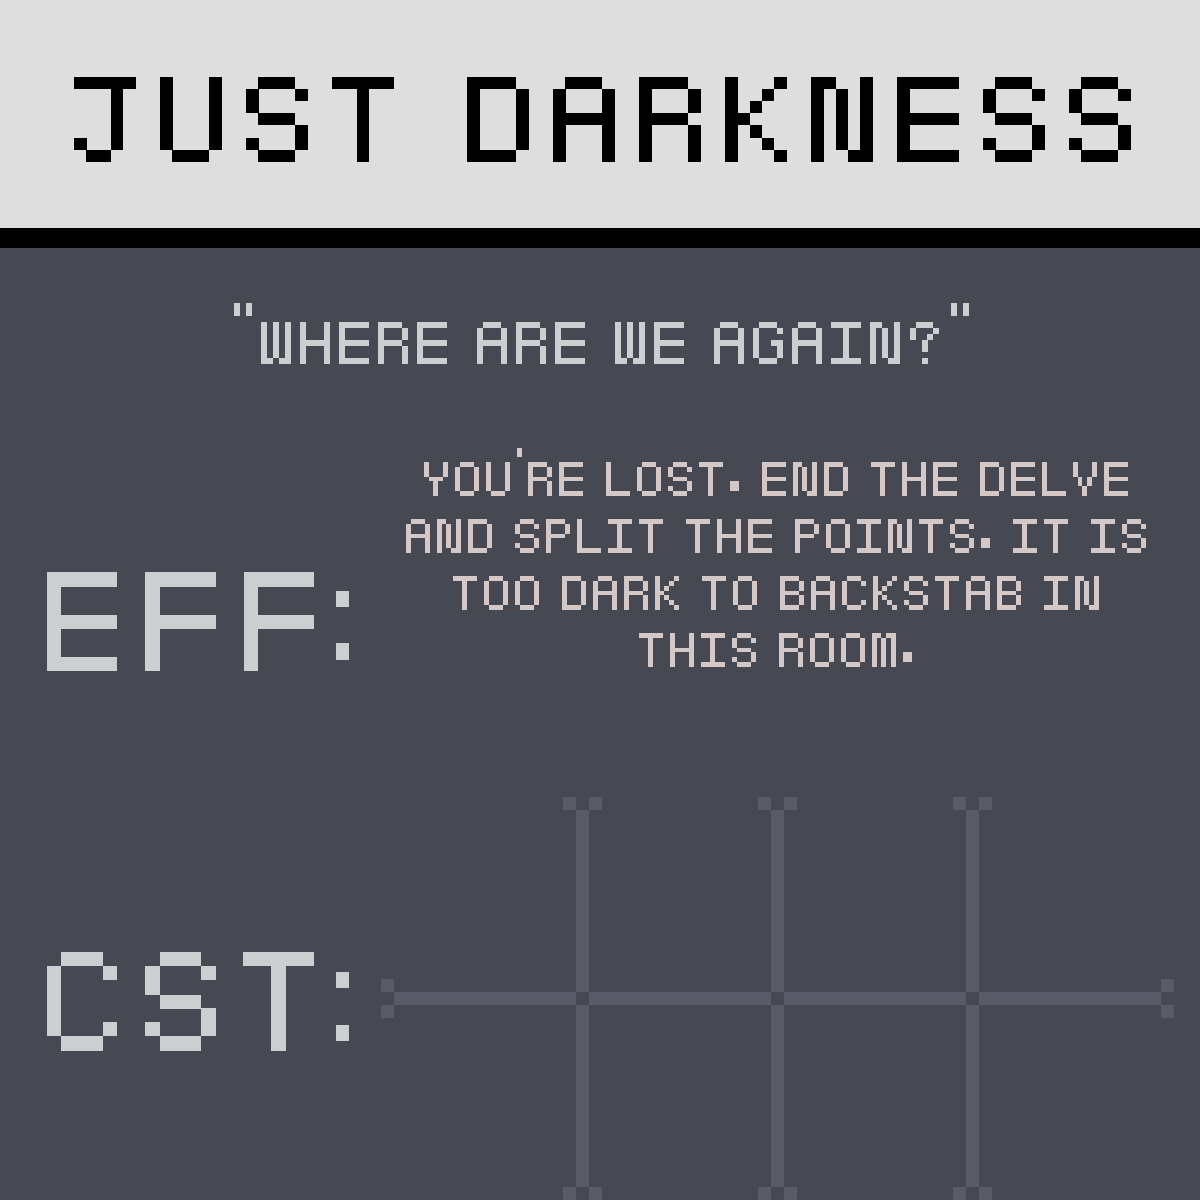 JUST DARKNESS
"WHERE ARE WE AGAIN?"
YOU'RE LOST. END THE DELVE
AND SPLIT THE POINTS. IT IS
TOO DARK TO BACKSTAB IN
THIS ROOM.
EFF:
CST: